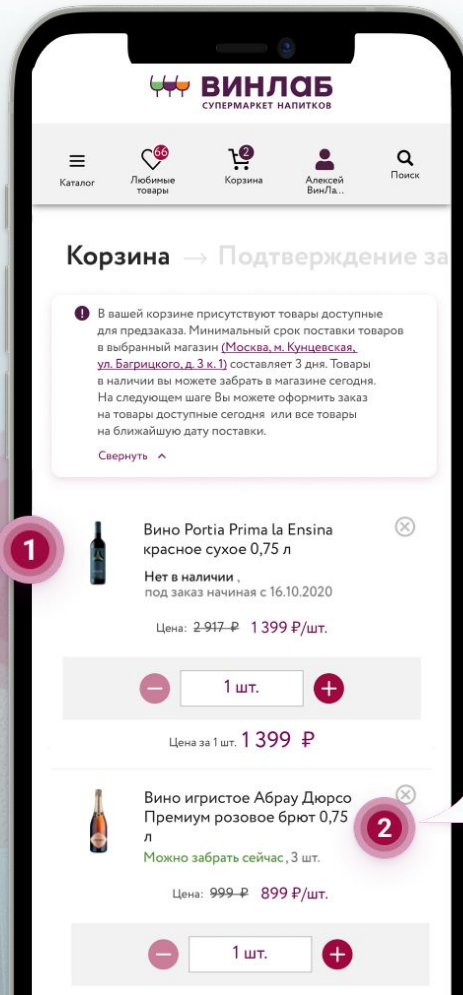 ВИНЛАБ
СУПЕРМАРКЕТ НАПИТКОВ
66
2
Каталог
Любимые
товары
Корзина
Алексей
ВинЛа...
Поиск
Корзина → Подтверждение за
В вашей корзине присутствуют товары доступные
для предзаказа. Минимальный срок поставки товаров
в выбранный магазин (Москва, м. Кунцевская,
ул. Багрицкого, д. 3 к. 1) составляет 3 дня. Товары
в наличии вы можете забрать в магазине сегодня.
На следующем шаге Вы можете оформить заказ
на товары доступные сегодня или все товары
на ближайшую дату поставки.
Свернуть
1
Вино Portia Prima la Ensina
красное сухое 0,75 л
Нет в наличии ,
под заказ начиная с 16.10.2020
Цена: 2 917 ₽ 1 399 ₽/шт.
1 шт.
Цена за 1 шт. 1 399 ₽
Вино игристое Абрау Дюрсо
Премиум розовое брют 0,75
л
2
Можно забрать сейчас, 3 шт.
Цена: 999 ₽ 899 ₽/шт.
1 шт.